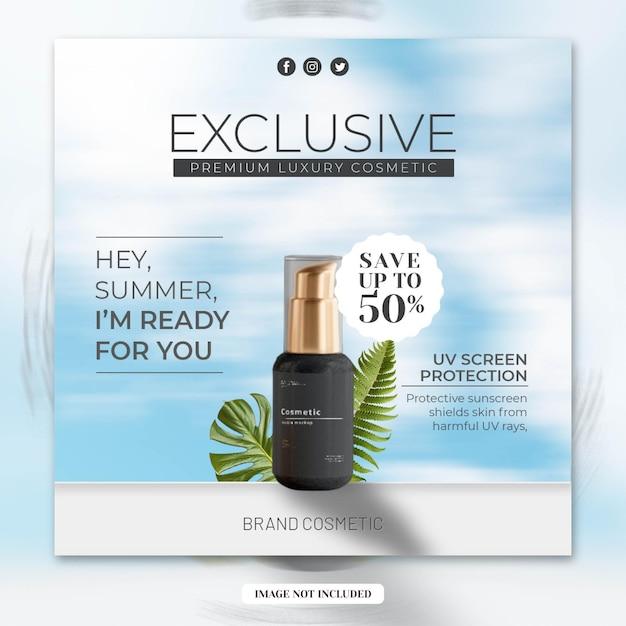 EXCLUSIVE
PREMIUM LUXURY COSMETIC
HEY,
SUMMER,
I'M READY
FOR YOU
SAVE
UP TO
50%
UV SCREEN
PROTECTION
Protective sunscreen
shields skin from
harmful UV rays,
Cosmetic
BRAND COSMETIC
IMAGE NOT INCLUDED